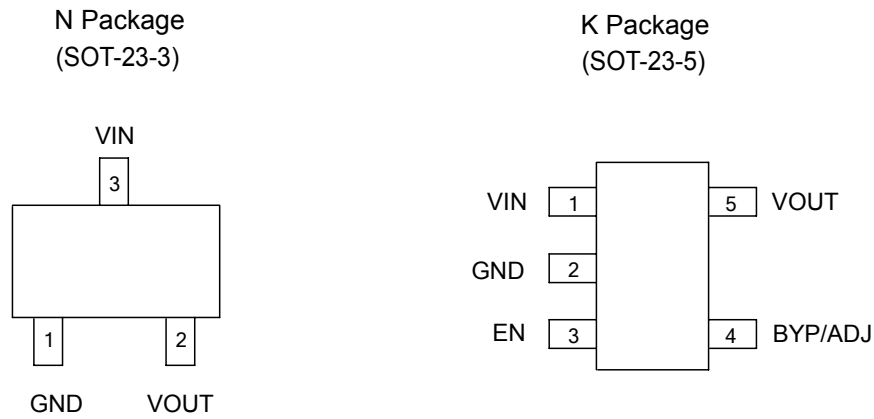 N Package
(SOT-23-3)
VIN
3
1
2
GND
VOUT
K Package
(SOT-23-5)
VIN
1
5
VOUT
GND
2
EN
3
4
BYP/ADJ